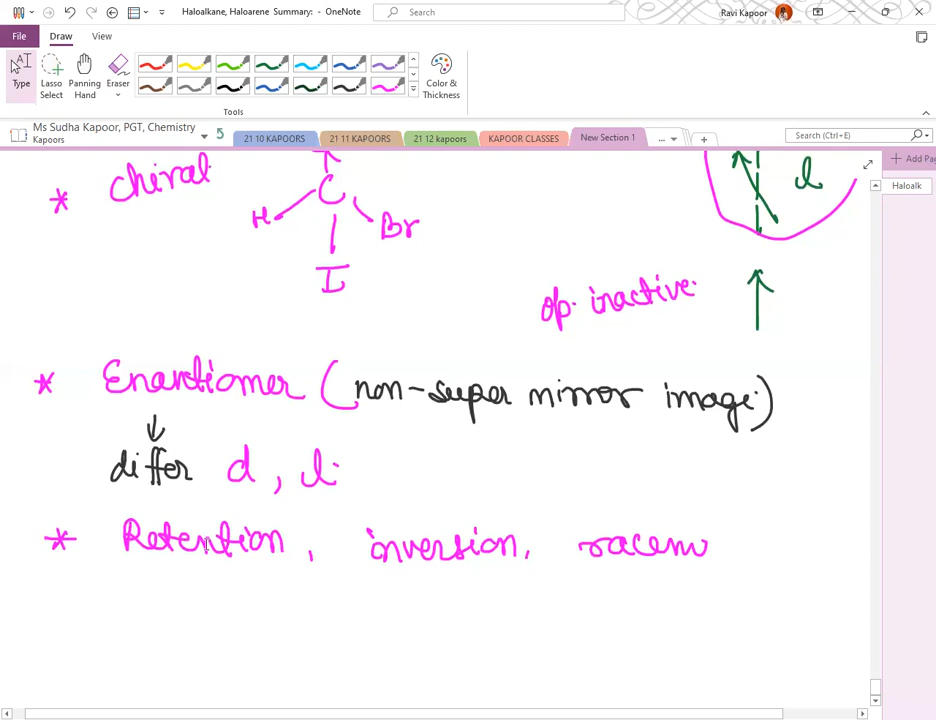 Haloalkane, Haloarene Summary: - OneNote
Search
Ravi Kapoor
File
Draw
View
Type
Lasso Select
Panning Hand
Eraser
Color & Thickness
Tools
Ms Sudha Kapoor, PGT, Chemistry
Kapoors
21 10 KAPOORS
21 11 KAPOORS
21 12 kapoors
KAPOOR CLASSES
New Section 1
...
Search (Ctrl+E)
Add Pag
Haloalk
* Chiral
C
H
Br
I
l
op. inactive
* Enantiomer (non-super mirror image)
differ d, l
* Retention, inversion, racem